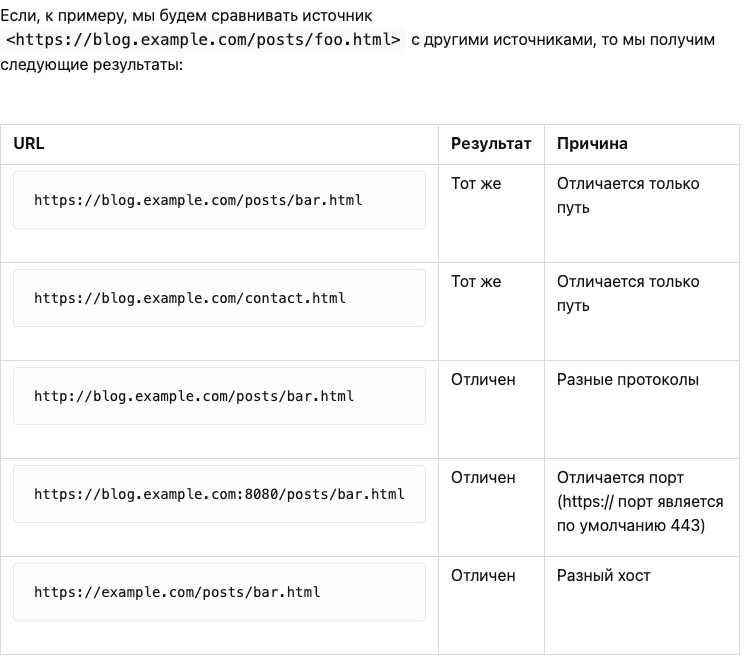 Если, к примеру, мы будем сравнивать источник
<https://blog.example.com/posts/foo.html> с другими источниками, то мы получим
следующие результаты:
URL Результат Причина
https://blog.example.com/posts/bar.html Тот же Отличается только
путь
https://blog.example.com/contact.html Тот же Отличается только
путь
http://blog.example.com/posts/bar.html Отличен Разные протоколы
https://blog.example.com:8080/posts/bar.html Отличен Отличается порт
(https:// порт является
по умолчанию 443)
https://example.com/posts/bar.html Отличен Разный хост